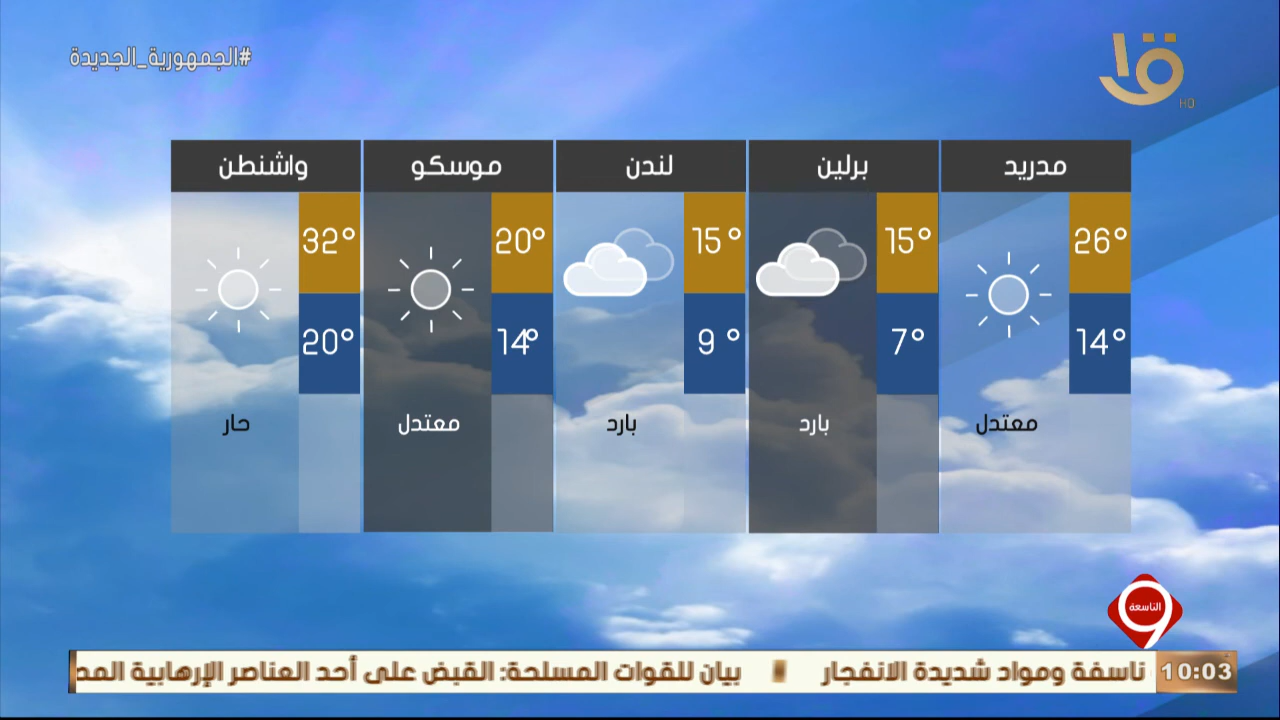 #الجمهورية_الجديدة
HD
مدريد
برلين
لندن
موسكو
واشنطن
26°
15°
15°
20°
32°
14°
7°
9°
14°
20°
معتدل
بارد
بارد
معتدل
حار
التاسعة
9
10:03
ناسفة ومواد شديدة الانفجار
بيان للقوات المسلحة: القبض على أحد العناصر الإرهابية المد